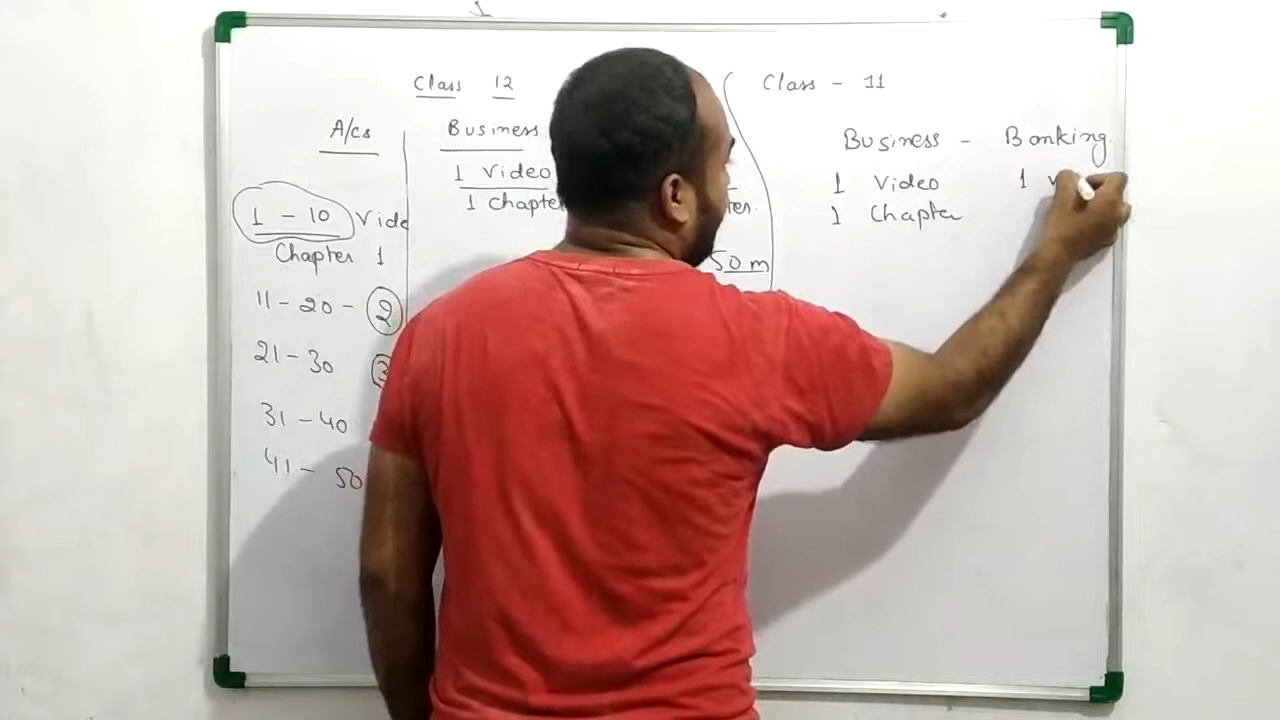 Class 12
A/cs
Business
1 Video
1 Chapter
1 - 10 Vide
Chapter 1
11 - 20 - 2
21 - 30 3
31 - 40
41 - 50
50 m
Class - 11
Business - Banking
1 Video 1
1 Chapter